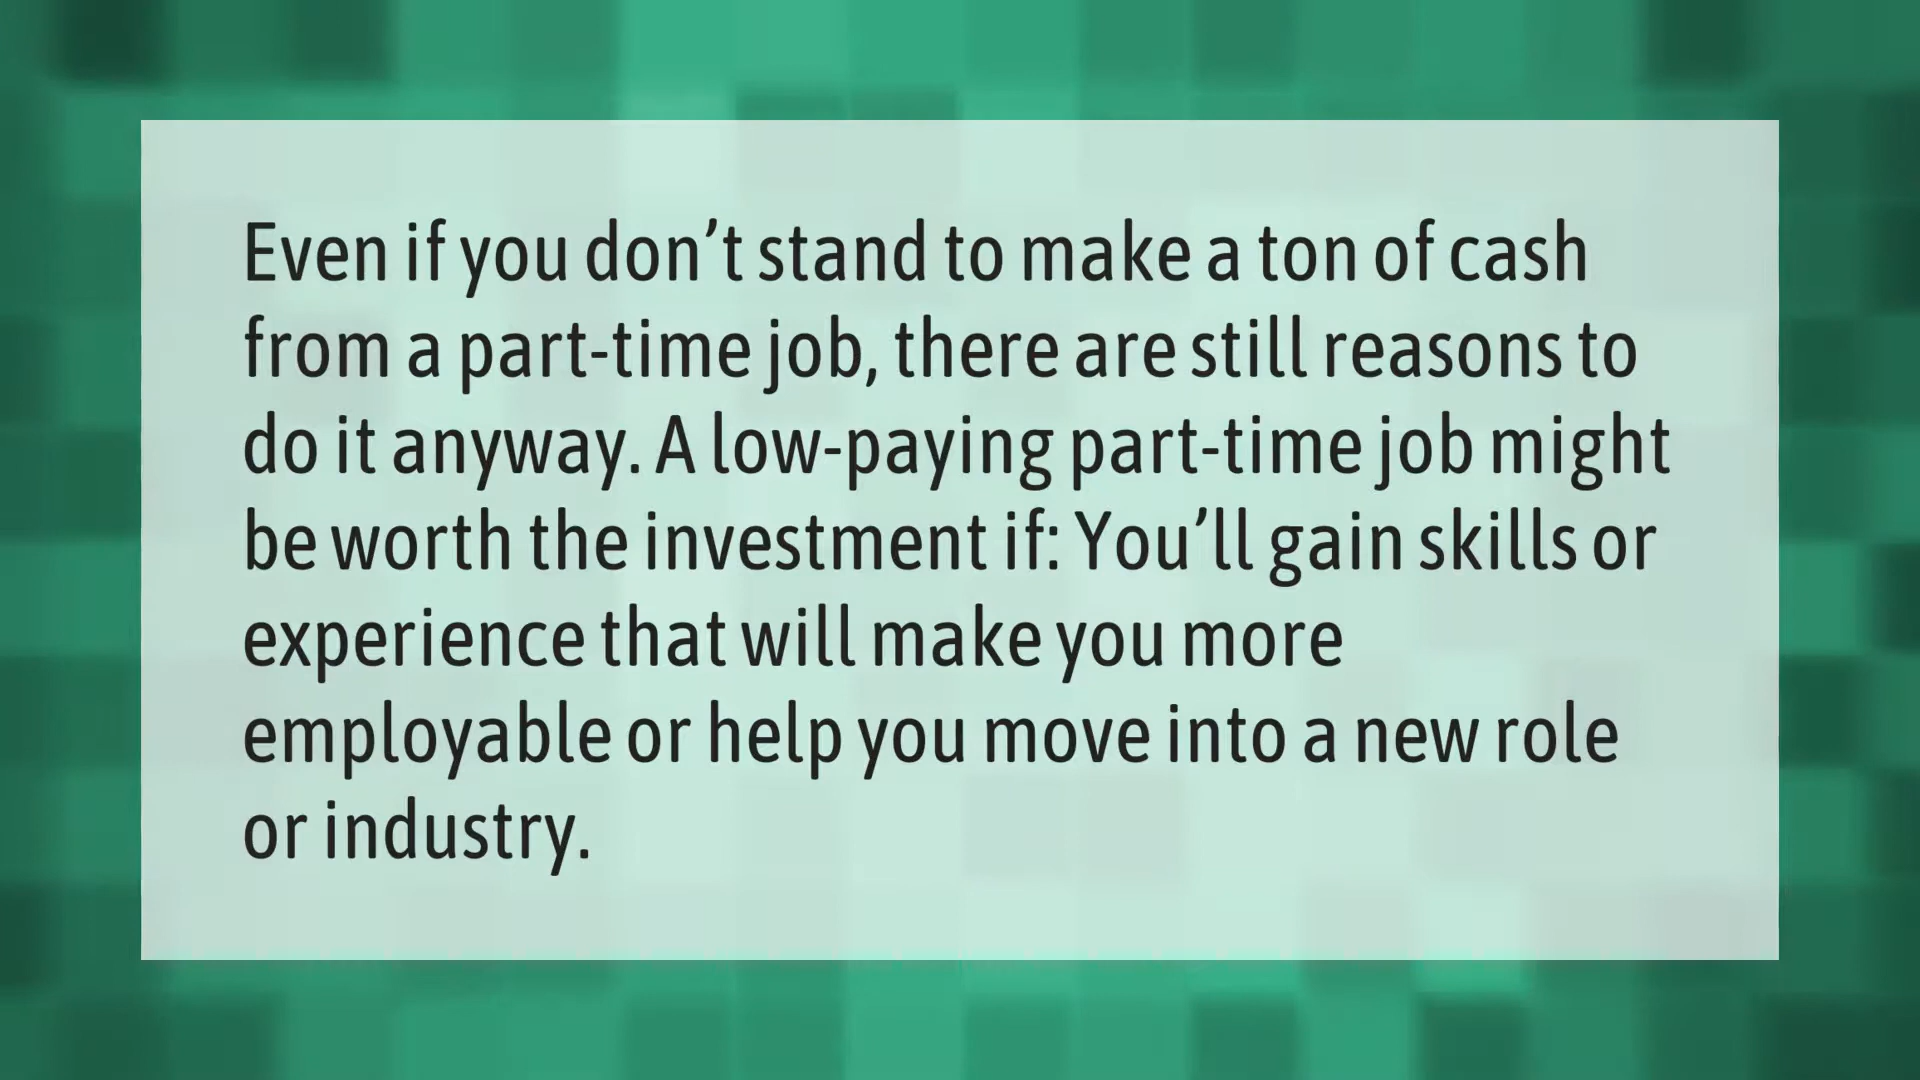 Even if you don’t stand to make a ton of cash
from a part-time job, there are still reasons to
do it anyway. A low-paying part-time job might
be worth the investment if: You’ll gain skills or
experience that will make you more
employable or help you move into a new role
or industry.